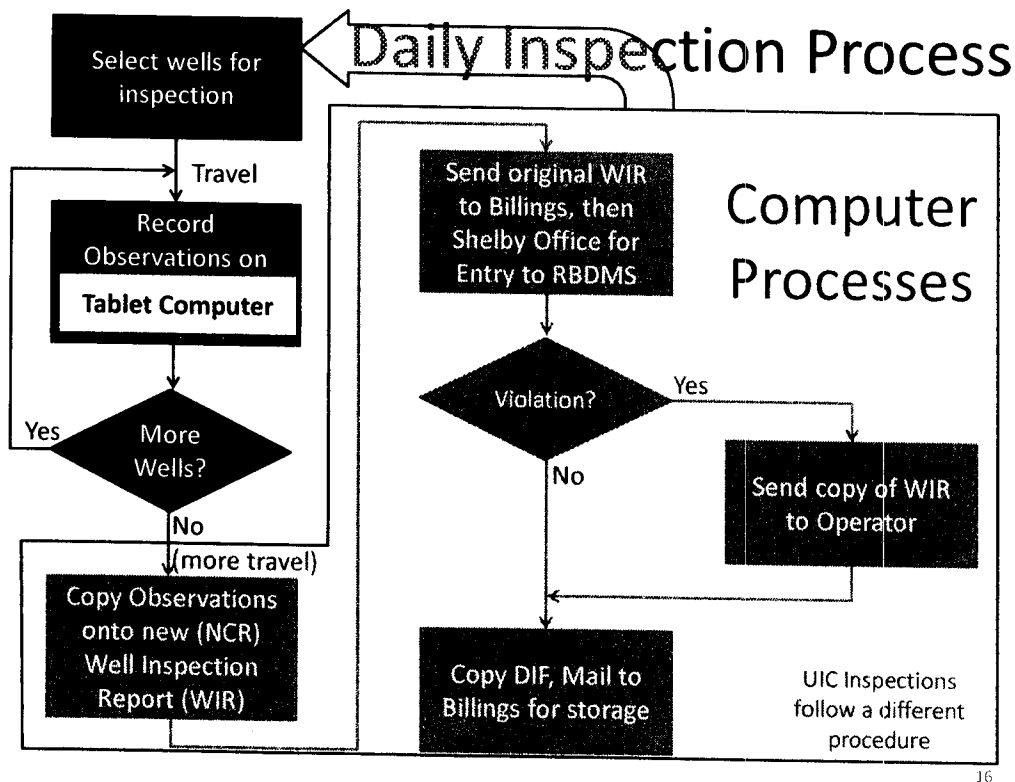 Daily Inspection Process
Select wells for
inspection
Travel
Record
Observations on
Tablet Computer
Yes
More
Wells?
No
(more travel)
Copy Observations
onto new (NCR)
Well Inspection
Report (WIR)
Computer
Processes
Send original WIR
to Billings, then
Shelby Office for
Entry to RBDMS
Violation?
Yes
No
Send copy of WIR
to Operator
Copy DIF, Mail to
Billings for storage
UIC Inspections
follow a different
procedure
16